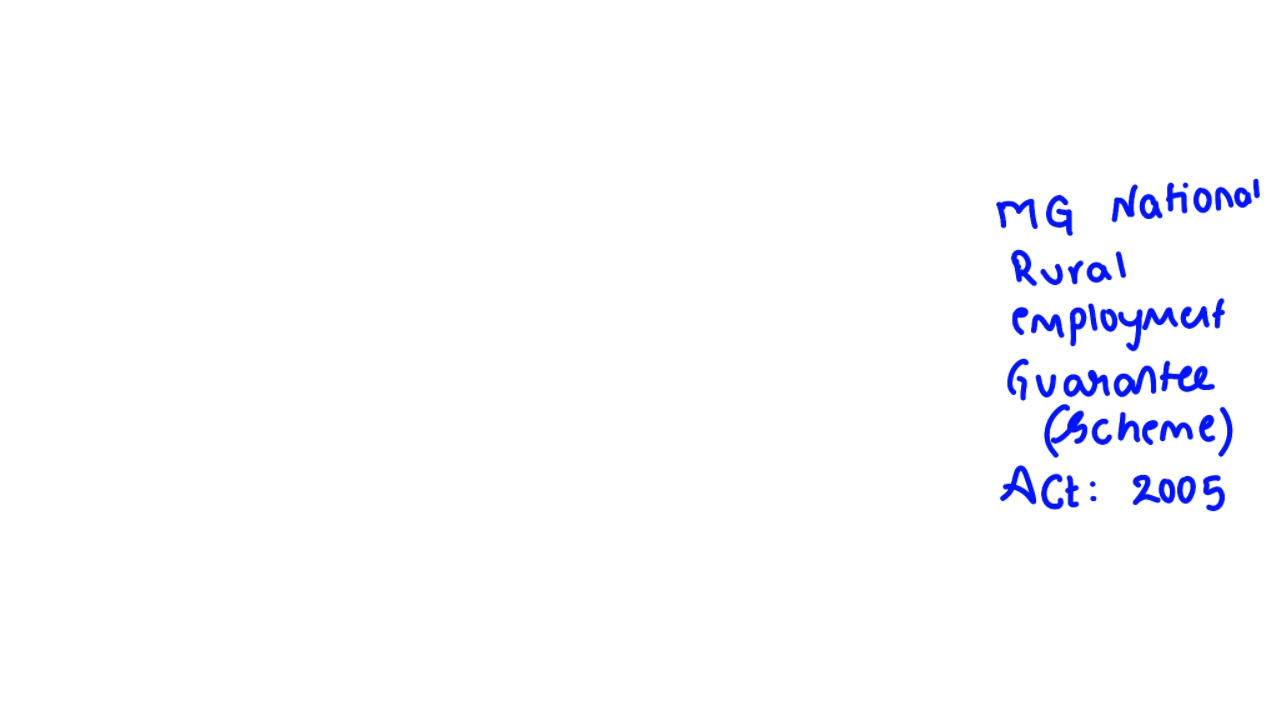 MG National
Rural
employment
Guarantee
(Scheme)
Act: 2005